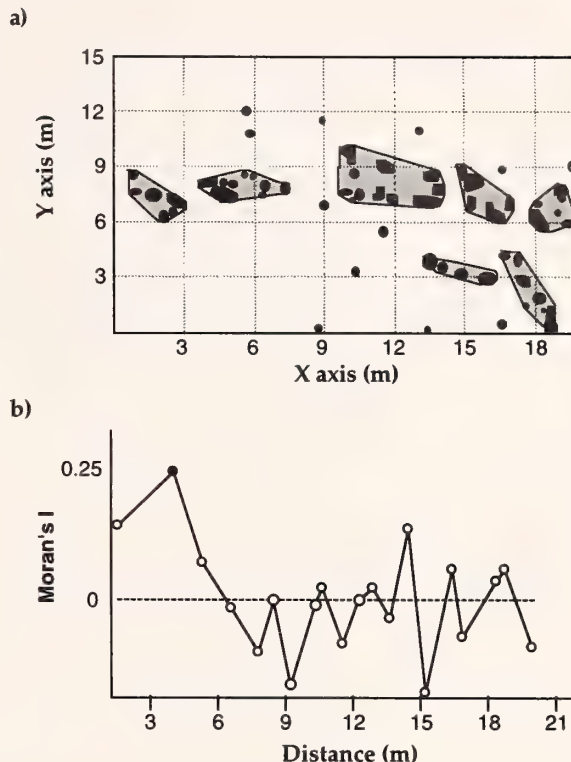 a)
15
12
9
6
3
Y axis (m)
3 6 9 12 15 18
X axis (m)
b)
0.25
0
Moran's I
3 6 9 12 15 18 21
Distance (m)